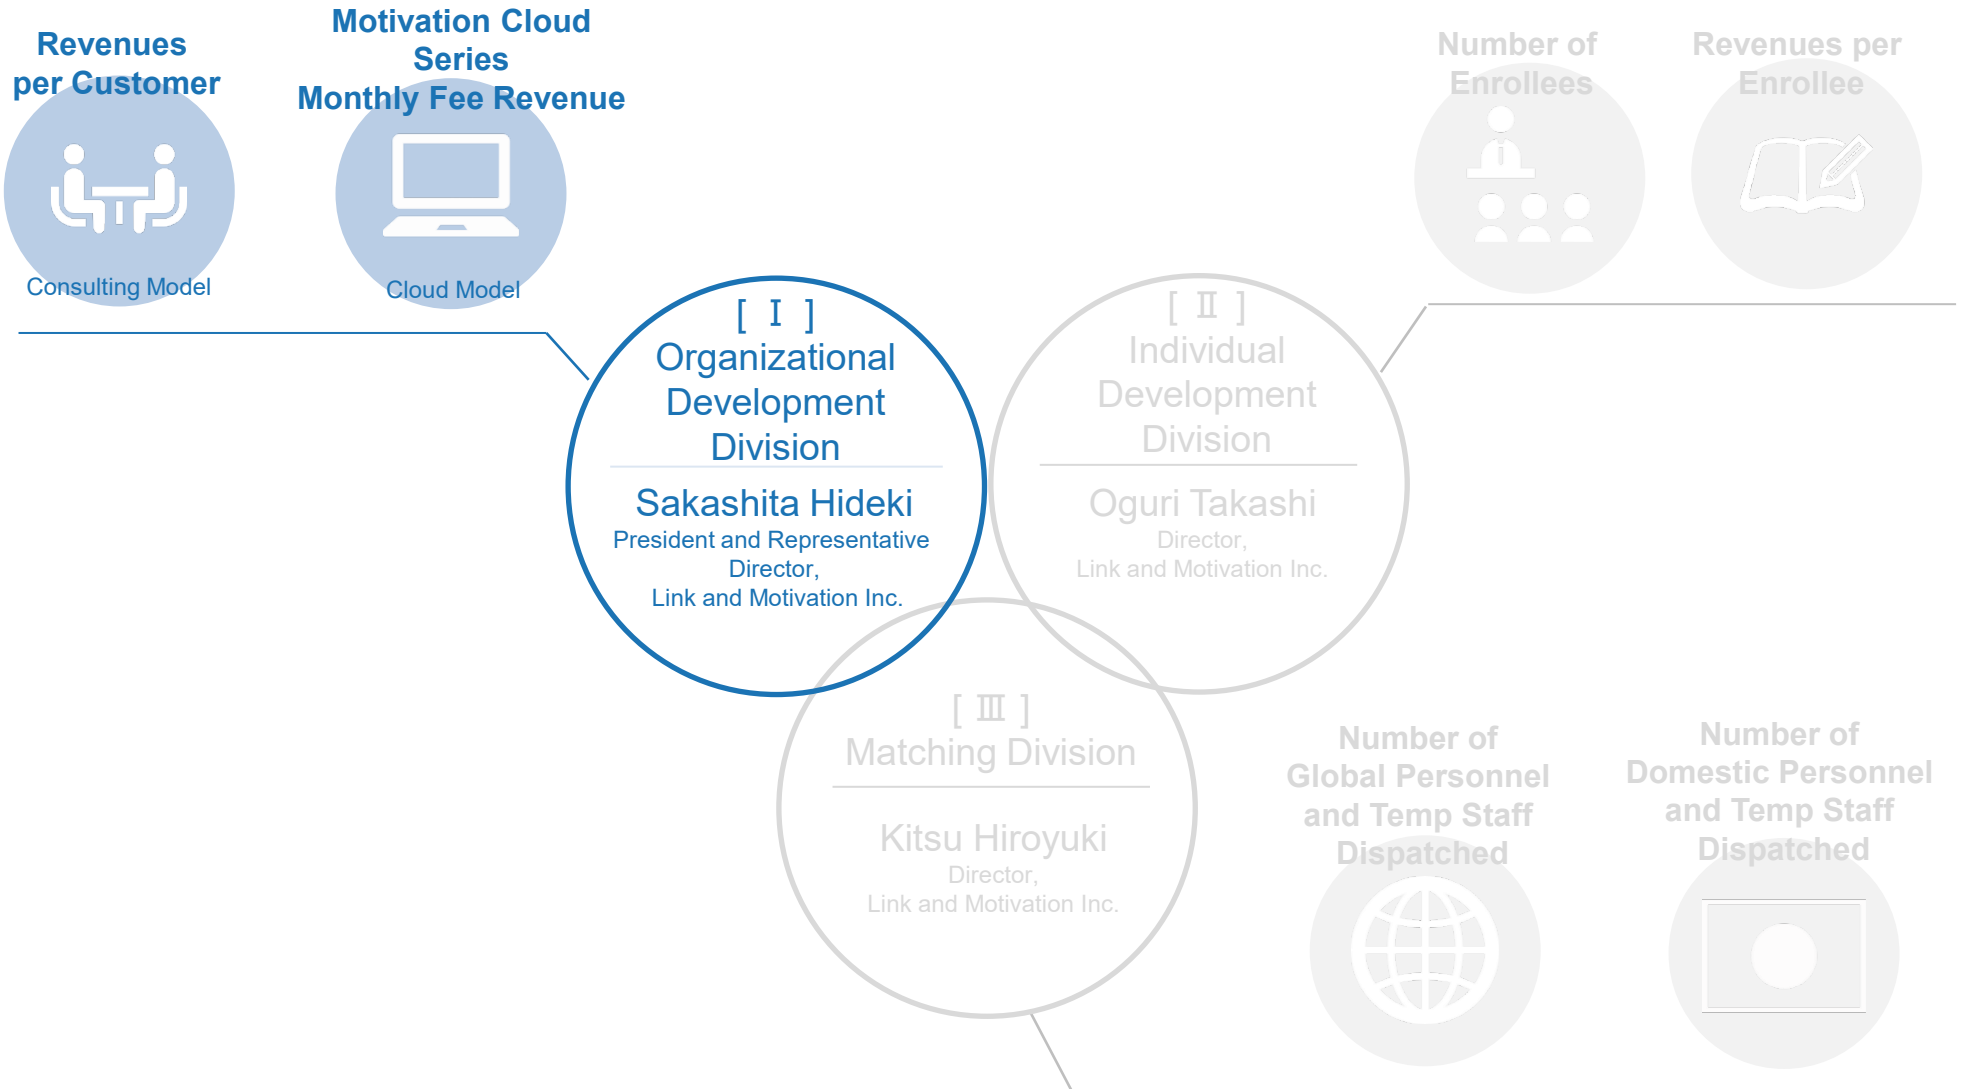 Revenues
per Customer
Consulting Model
Motivation Cloud
Series
Monthly Fee Revenue
Cloud Model
Number of
Enrollees
Revenues per
Enrollee
[ Ⅰ ]
Organizational
Development
Division
Sakashita Hideki
President and Representative
Director,
Link and Motivation Inc.
[ Ⅱ ]
Individual
Development
Division
Oguri Takashi
Director,
Link and Motivation Inc.
[ Ⅲ ]
Matching Division
Kitsu Hiroyuki
Director,
Link and Motivation Inc.
Number of
Global Personnel
and Temp Staff
Dispatched
Number of
Domestic Personnel
and Temp Staff
Dispatched